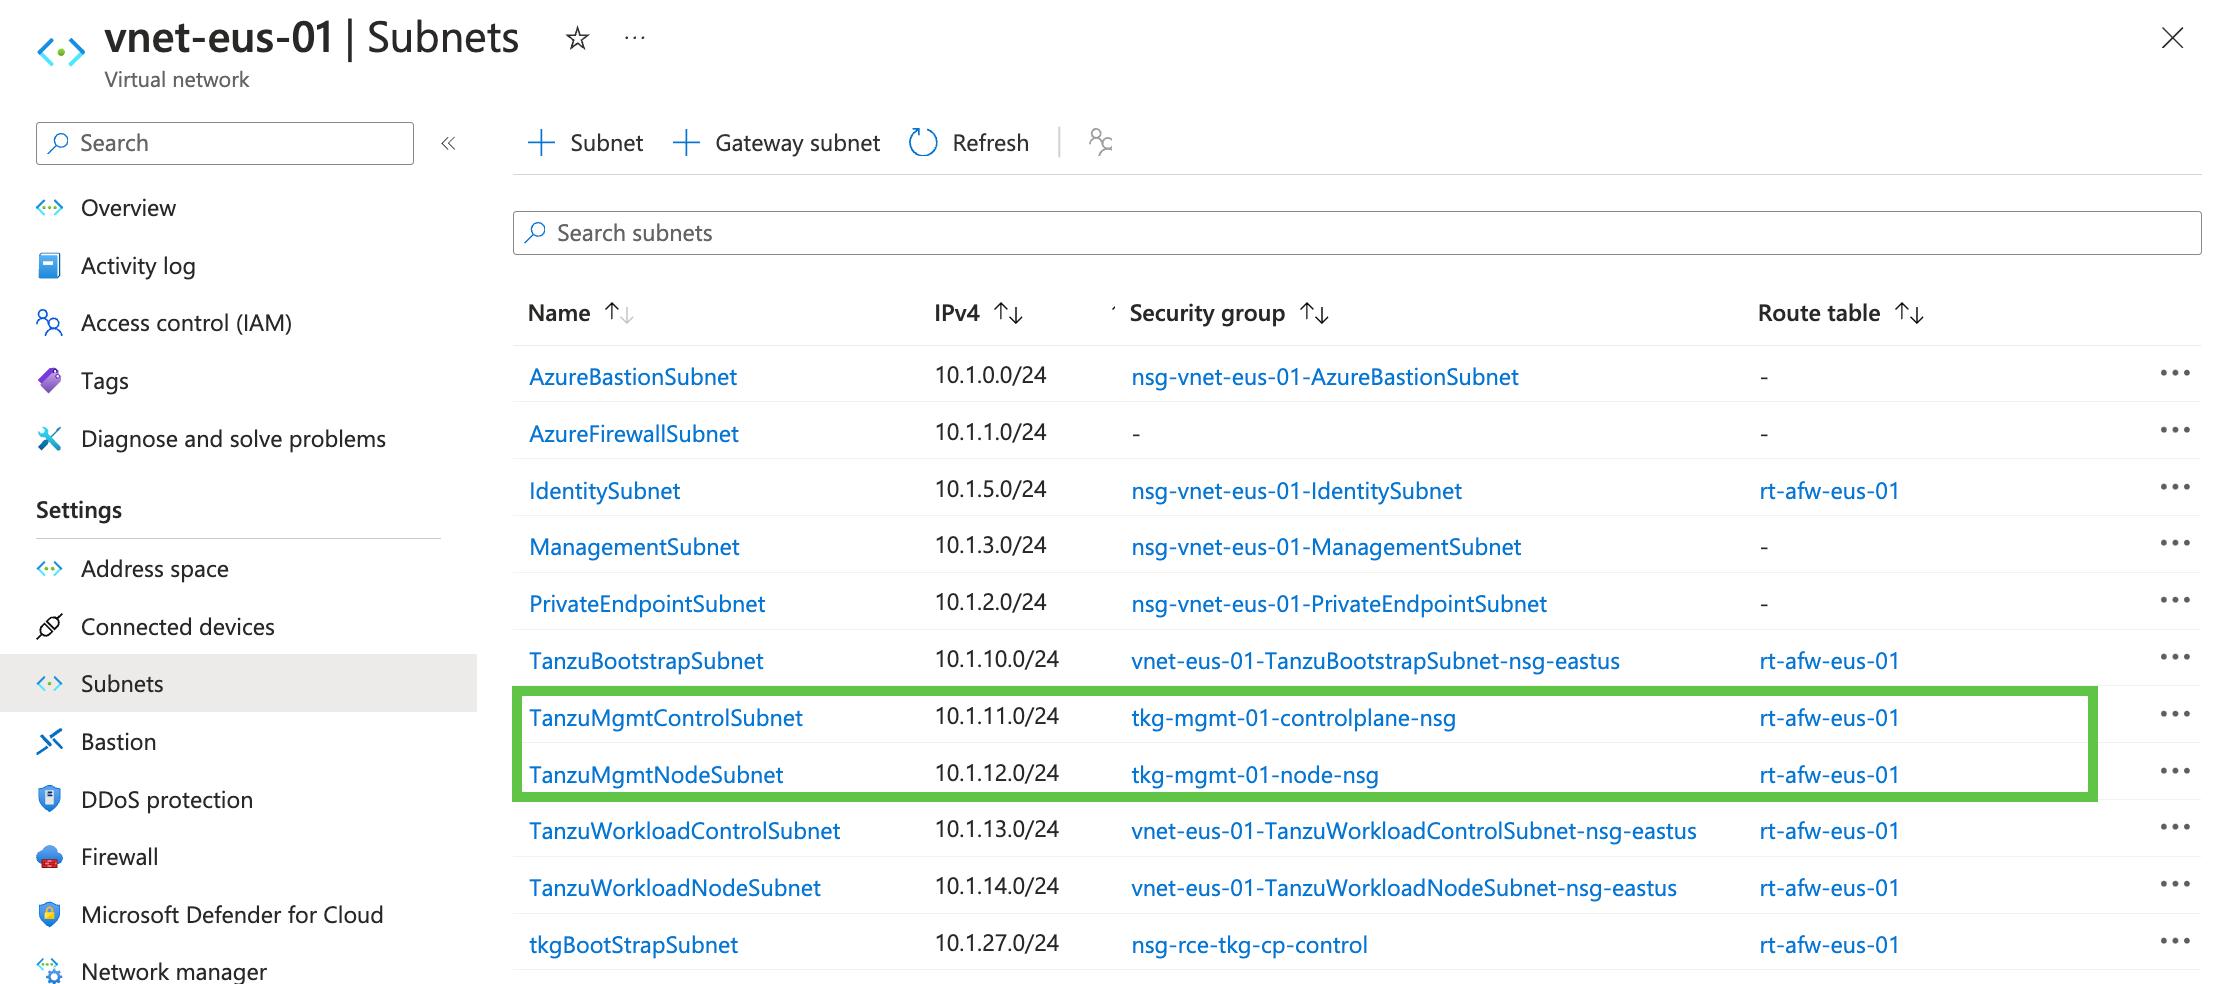 vnet-eus-01 | Subnets
Virtual network
Search
Overview
Activity log
Access control (IAM)
Tags
Diagnose and solve problems
Settings
Address space
Connected devices
Subnets
Bastion
DDoS protection
Firewall
Microsoft Defender for Cloud
Network manager
Subnet Gateway subnet Refresh
Search subnets
Name IPv4 Security group Route table
AzureBastionSubnet 10.1.0.0/24 nsg-vnet-eus-01-AzureBastionSubnet -
AzureFirewallSubnet 10.1.1.0/24 - -
IdentitySubnet 10.1.5.0/24 nsg-vnet-eus-01-IdentitySubnet rt-afw-eus-01
ManagementSubnet 10.1.3.0/24 nsg-vnet-eus-01-ManagementSubnet -
PrivateEndpointSubnet 10.1.2.0/24 nsg-vnet-eus-01-PrivateEndpointSubnet -
TanzuBootstrapSubnet 10.1.10.0/24 vnet-eus-01-TanzuBootstrapSubnet-nsg-eastus rt-afw-eus-01
TanzuMgmtControlSubnet 10.1.11.0/24 tkg-mgmt-01-controlplane-nsg rt-afw-eus-01
TanzuMgmtNodeSubnet 10.1.12.0/24 tkg-mgmt-01-node-nsg rt-afw-eus-01
TanzuWorkloadControlSubnet 10.1.13.0/24 vnet-eus-01-TanzuWorkloadControlSubnet-nsg-eastus rt-afw-eus-01
TanzuWorkloadNodeSubnet 10.1.14.0/24 vnet-eus-01-TanzuWorkloadNodeSubnet-nsg-eastus rt-afw-eus-01
tkgBootStrapSubnet 10.1.27.0/24 nsg-rce-tkg-cp-control rt-afw-eus-01